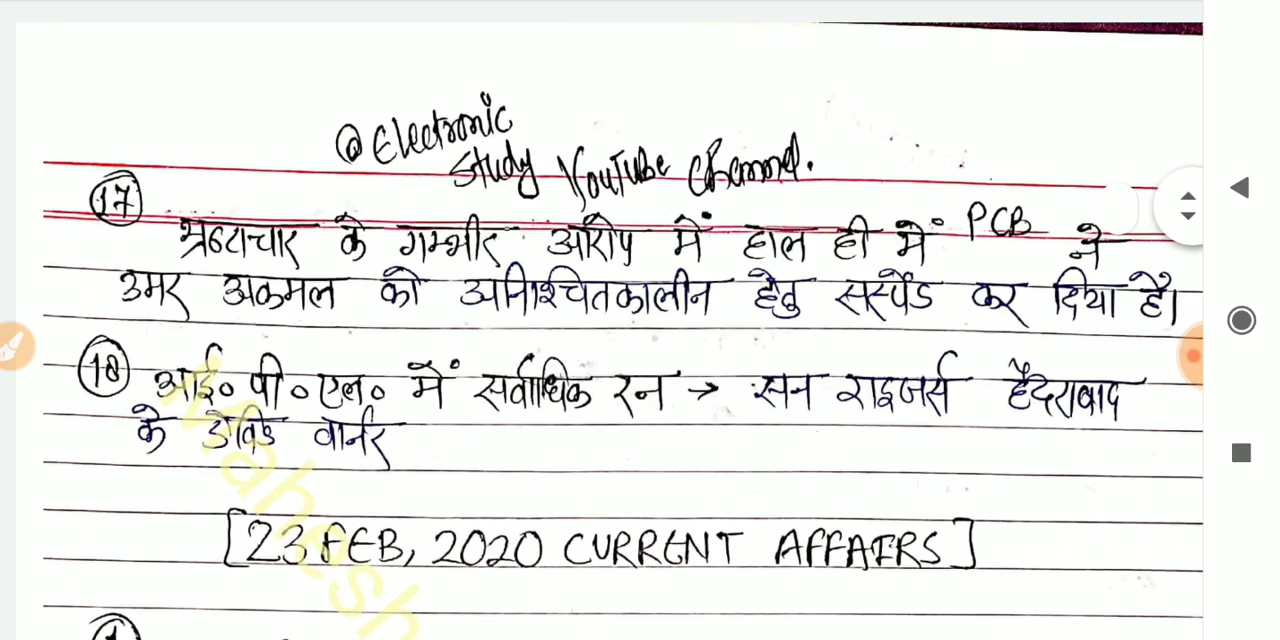 @ Electronic
Study YouTube Channel.
17
भ्रष्टाचार के गम्भीर आरोप में हाल ही में PCB ने
उमर अकमल को अनिश्चितकालीन हेतु सस्पेंड कर दिया है।
18 आई० पी० एल० में सर्वाधिक रन → सन राइजर्स हैदराबाद
के डेविड वार्नर
[23 FEB, 2020 CURRENT AFFAIRS]
Mahesh